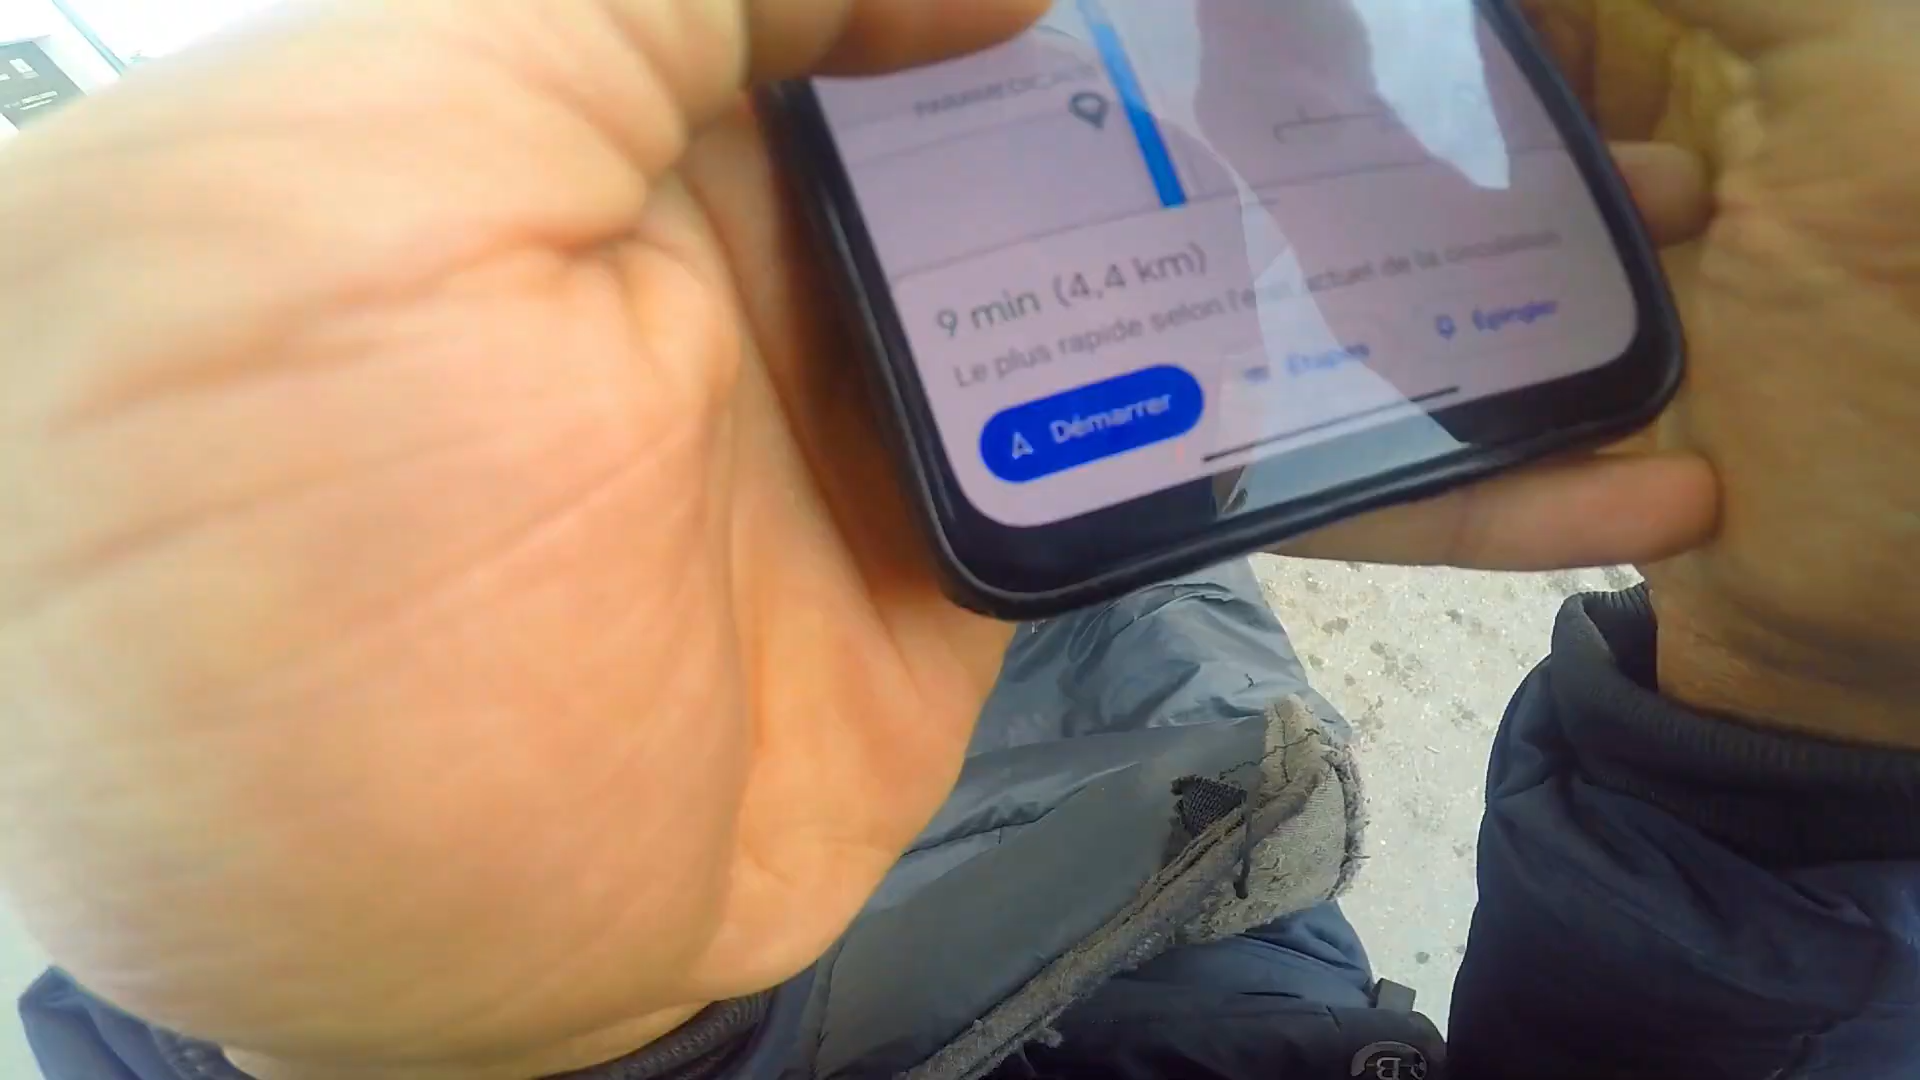 9 min (4,4 km)
Le plus rapide selon l'état actuel de la circulation
Démarrer
Étapes
Épingler